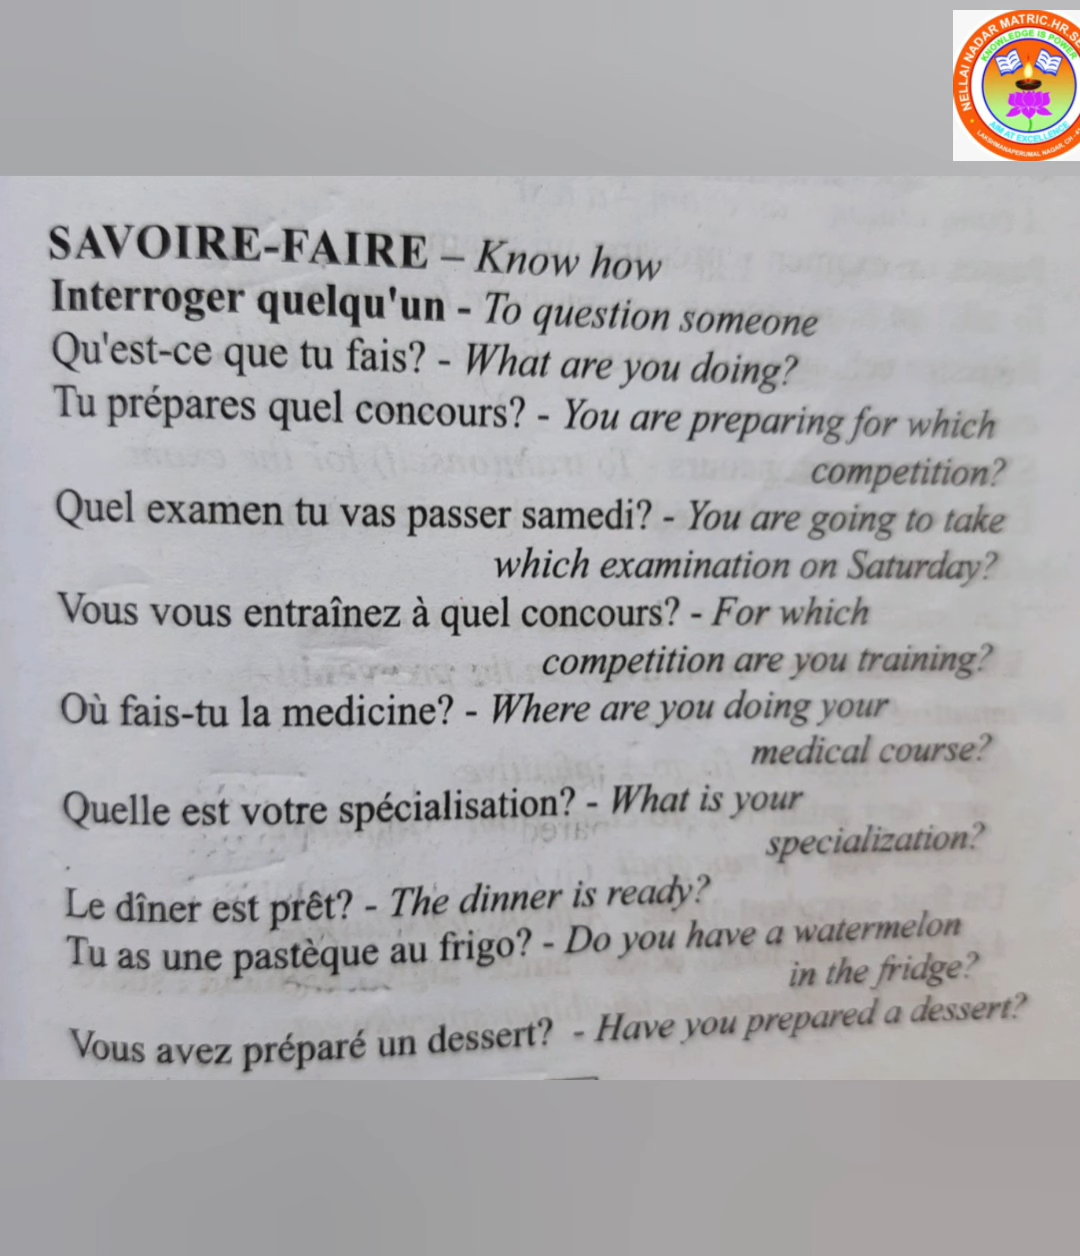 NELLAI NADAR MATRIC.HR.SE
KNOWLEDGE IS POWER
AIM AT EXCELLENCE
LAKSHMANAPERUMAL NAGAR, CH
SAVOIRE-FAIRE – Know how
Interroger quelqu'un - To question someone
Qu'est-ce que tu fais? - What are you doing?
Tu prépares quel concours? - You are preparing for which
competition?
Quel examen tu vas passer samedi? - You are going to take
which examination on Saturday?
Vous vous entraînez à quel concours? - For which
competition are you training?
Où fais-tu la medicine? - Where are you doing your
medical course?
Quelle est votre spécialisation? - What is your
specialization?
Le dîner est prêt? - The dinner is ready?
Tu as une pastèque au frigo? - Do you have a watermelon
in the fridge?
Vous avez préparé un dessert? - Have you prepared a dessert?